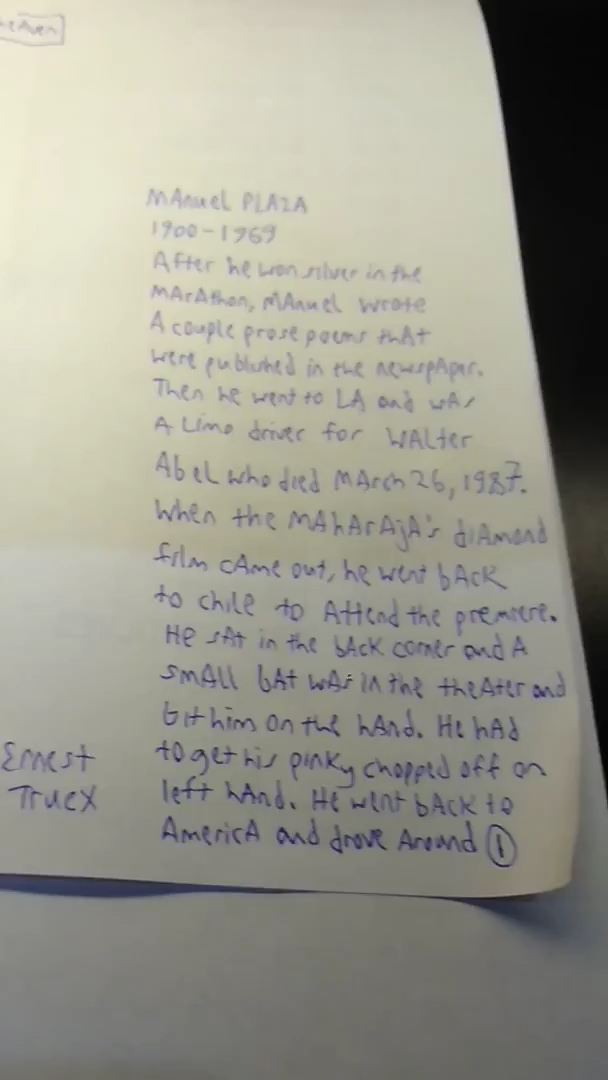 MAnuel PLAZA
1900-1969
After he won silver in the
MArAthon, MAnuel wrote
A couple prose poems thAt
were published in the newspAper.
Then he went to LA and wAs
A Limo driver for WALter
Abel who died MArch 26, 1987.
When the MAhArAjA's diAmond
film cAme out, he went bAck
to chile to Attend the premiere.
He sAt in the bAck corner and A
smAll bAt wAs in the theAter and
bit him on the hAnd. He hAd
to get his pinky chopped off on
left hAnd. He went bAck to
AmericA and drove Around ①
Ernest
Truex